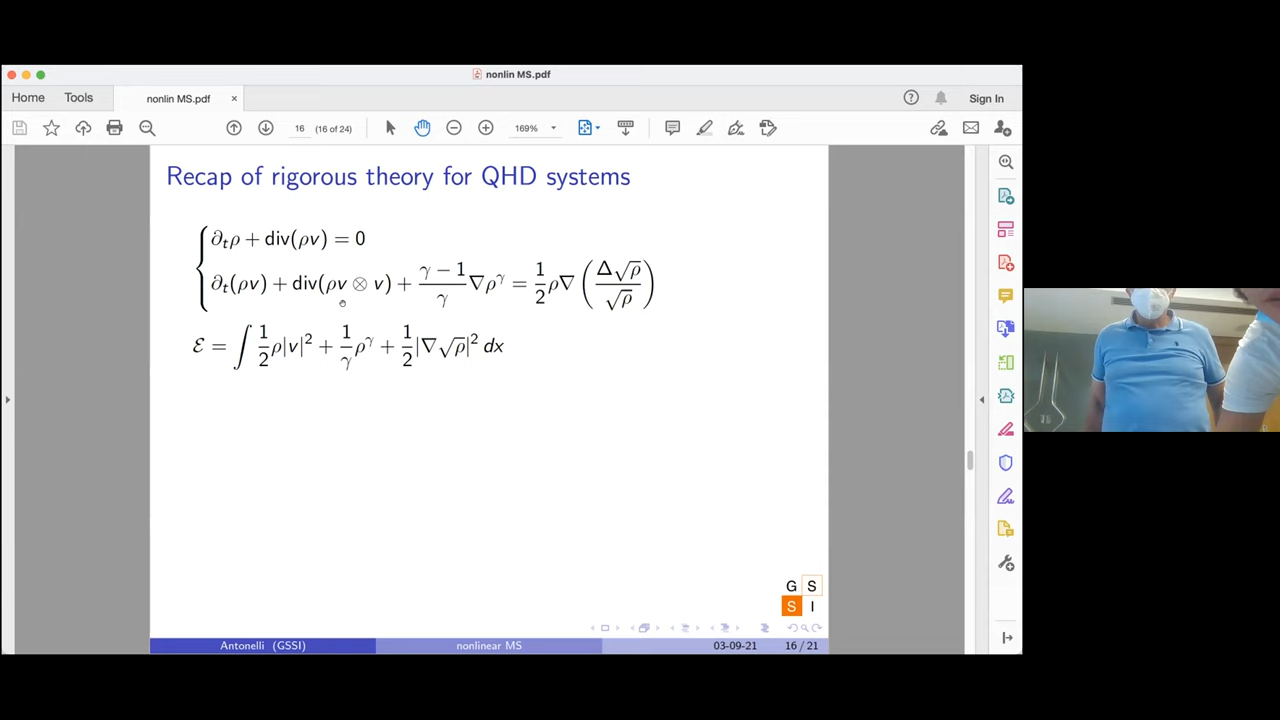 nonlin MS.pdf
Home Tools nonlin MS.pdf × Sign In
16 (16 of 24) 169%
Recap of rigorous theory for QHD systems
∂ₜρ + div(ρv) = 0
∂ₜ(ρv) + div(ρv ⊗ v) + (γ − 1)/γ ∇ρ^γ = 1/2 ρ∇(Δ√ρ/√ρ)
ℰ = ∫ 1/2 ρ|v|² + 1/γ ρ^γ + 1/2 |∇√ρ|² dx
G S
S I
Antonelli (GSSI) nonlinear MS 03-09-21 16 / 21